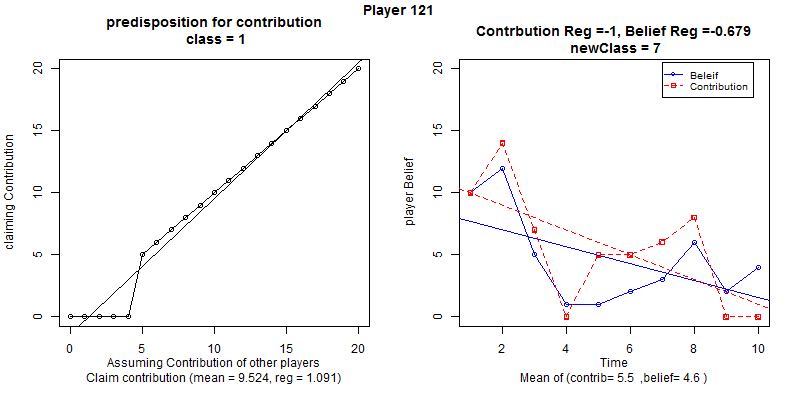 Player 121
predisposition for contribution
class = 1
claiming Contribution
20
15
10
5
0
0 5 10 15 20
Assuming Contribution of other players
Claim contribution (mean = 9.524, reg = 1.091)
Contrbution Reg =-1, Belief Reg =-0.679
newClass = 7
Beleif
Contribution
player Belief
20
15
10
5
0
2 4 6 8 10
Time
Mean of (contrib= 5.5 ,belief= 4.6 )